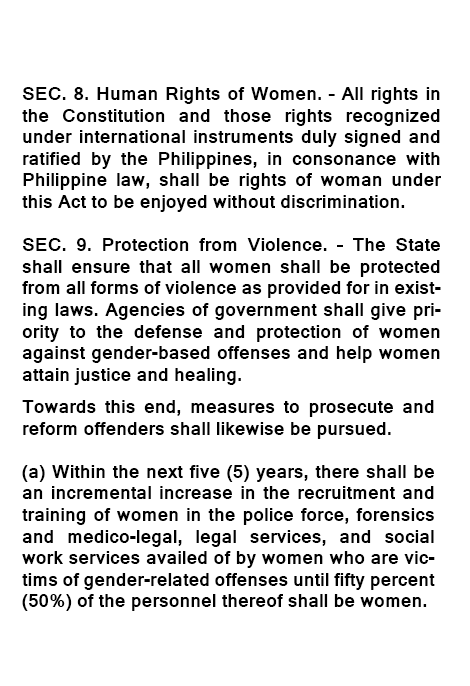 SEC. 8. Human Rights of Women. - All rights in
the Constitution and those rights recognized
under international instruments duly signed and
ratified by the Philippines, in consonance with
Philippine law, shall be rights of woman under
this Act to be enjoyed without discrimination.
SEC. 9. Protection from Violence. - The State
shall ensure that all women shall be protected
from all forms of violence as provided for in exist-
ing laws. Agencies of government shall give pri-
ority to the defense and protection of women
against gender-based offenses and help women
attain justice and healing.
Towards this end, measures to prosecute and
reform offenders shall likewise be pursued.
(a) Within the next five (5) years, there shall be
an incremental increase in the recruitment and
training of women in the police force, forensics
and medico-legal, legal services, and social
work services availed of by women who are vic-
tims of gender-related offenses until fifty percent
(50%) of the personnel thereof shall be women.